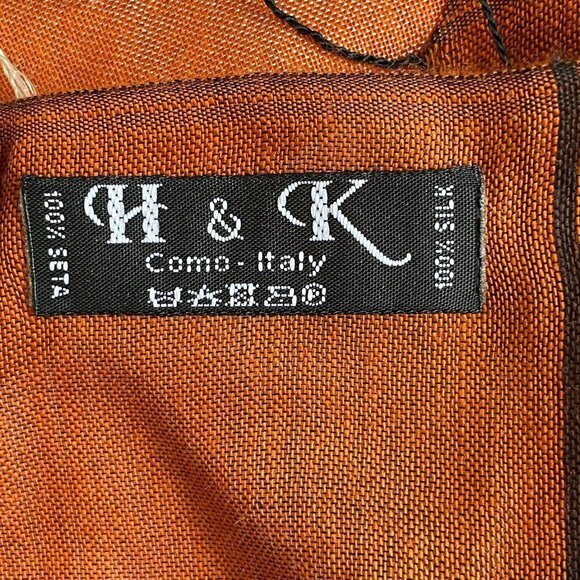 100% SETA
H & K
Como - Italy
100% SILK